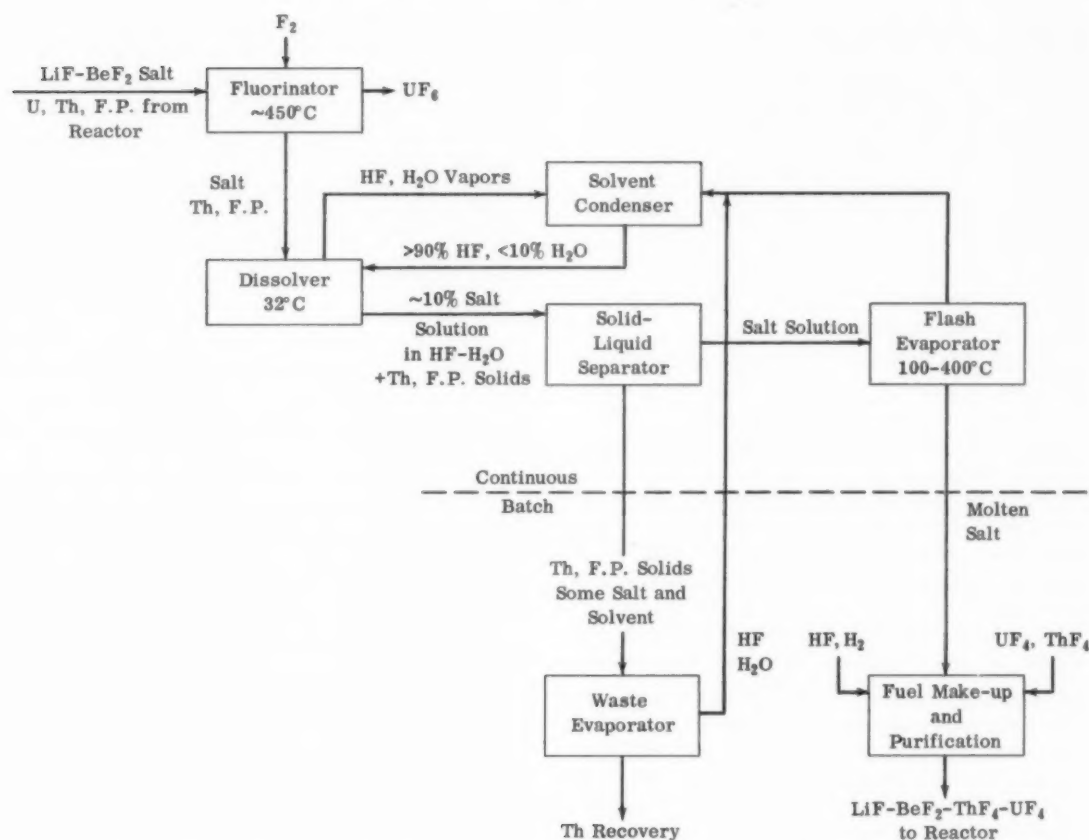 F₂
LiF-BeF₂ Salt
U, Th, F.P. from
Reactor
Fluorinator
~450°C
UF₆
Salt
Th, F.P.
HF, H₂O Vapors
Solvent
Condenser
>90% HF, <10% H₂O
Dissolver
32°C
~10% Salt
Solution
in HF-H₂O
+Th, F.P. Solids
Solid-
Liquid
Separator
Salt Solution
Flash
Evaporator
100-400°C
Continuous
Batch
Molten
Salt
Th, F.P. Solids
Some Salt and
Solvent
HF
H₂O
HF, H₂
UF₄, ThF₄
Waste
Evaporator
Fuel Make-up
and
Purification
Th Recovery
LiF-BeF₂-ThF₄-UF₄
to Reactor